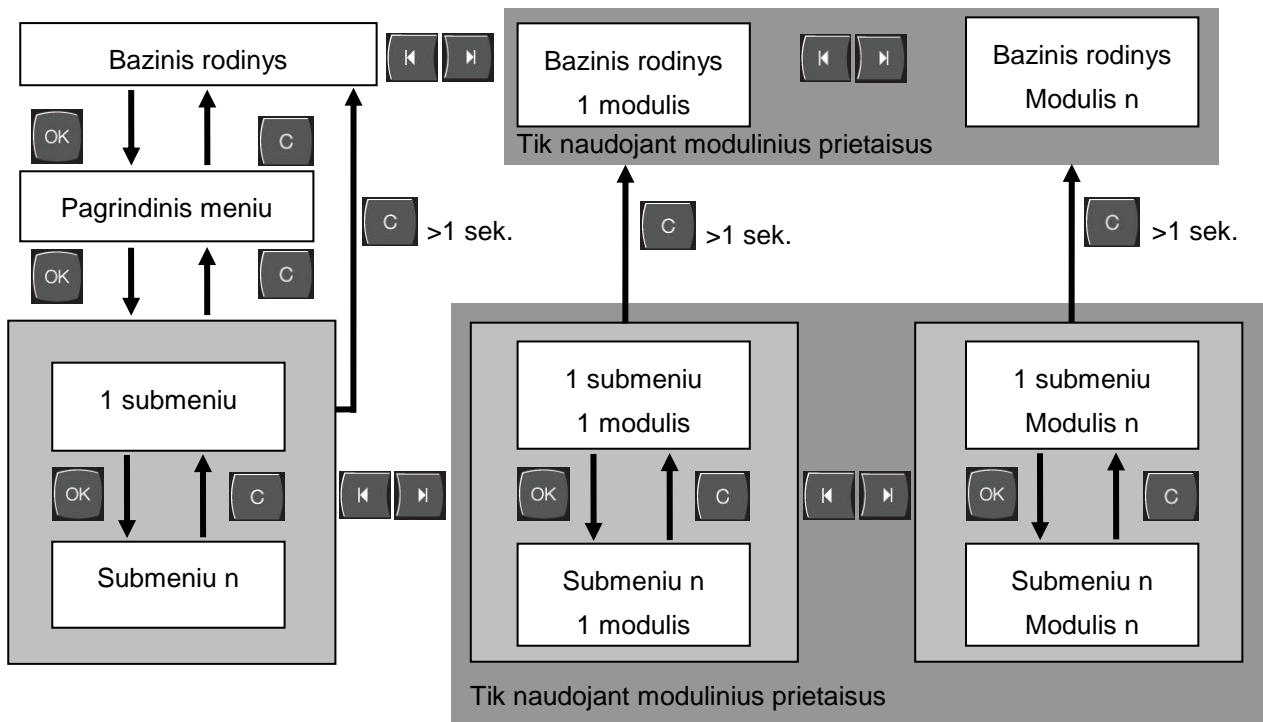 Bazinis rodinys
Bazinis rodinys
1 modulis
Bazinis rodinys
Modulis n
Tik naudojant modulinius prietaisus
OK
C
Pagrindinis meniu
C
>1 sek.
C
>1 sek.
C
>1 sek.
OK
C
1 submeniu
1 submeniu
1 modulis
1 submeniu
Modulis n
OK
C
OK
C
OK
C
Submeniu n
Submeniu n
1 modulis
Submeniu n
Modulis n
Tik naudojant modulinius prietaisus